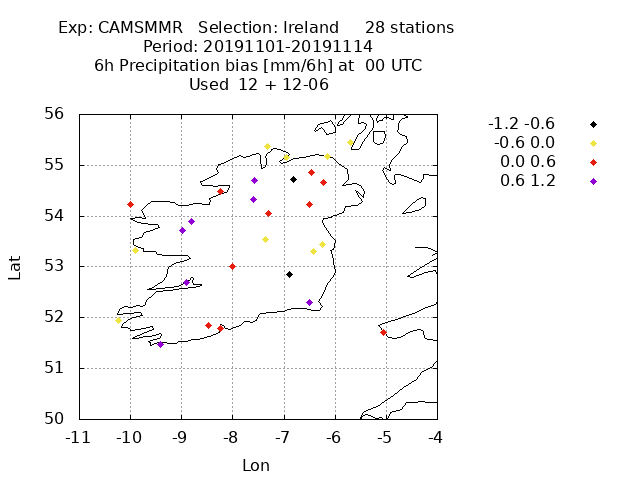 Exp: CAMSMMR   Selection: Ireland     28 stations
Period: 20191101-20191114
6h Precipitation bias [mm/6h] at  00 UTC
Used  12 + 12-06
-1.2 -0.6
-0.6 0.0
0.0 0.6
0.6 1.2
56
55
54
53
52
51
50
Lat
-11 -10 -9 -8 -7 -6 -5 -4
Lon